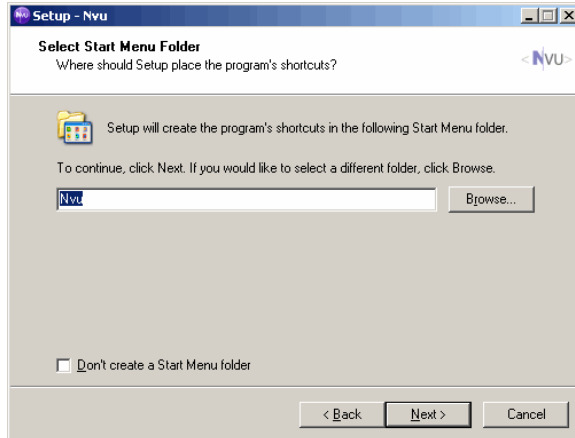 Setup - Nvu
Select Start Menu Folder
Where should Setup place the program's shortcuts?
<NVU>
Setup will create the program's shortcuts in the following Start Menu folder.
To continue, click Next. If you would like to select a different folder, click Browse.
Nvu
Browse...
Don't create a Start Menu folder
< Back
Next >
Cancel